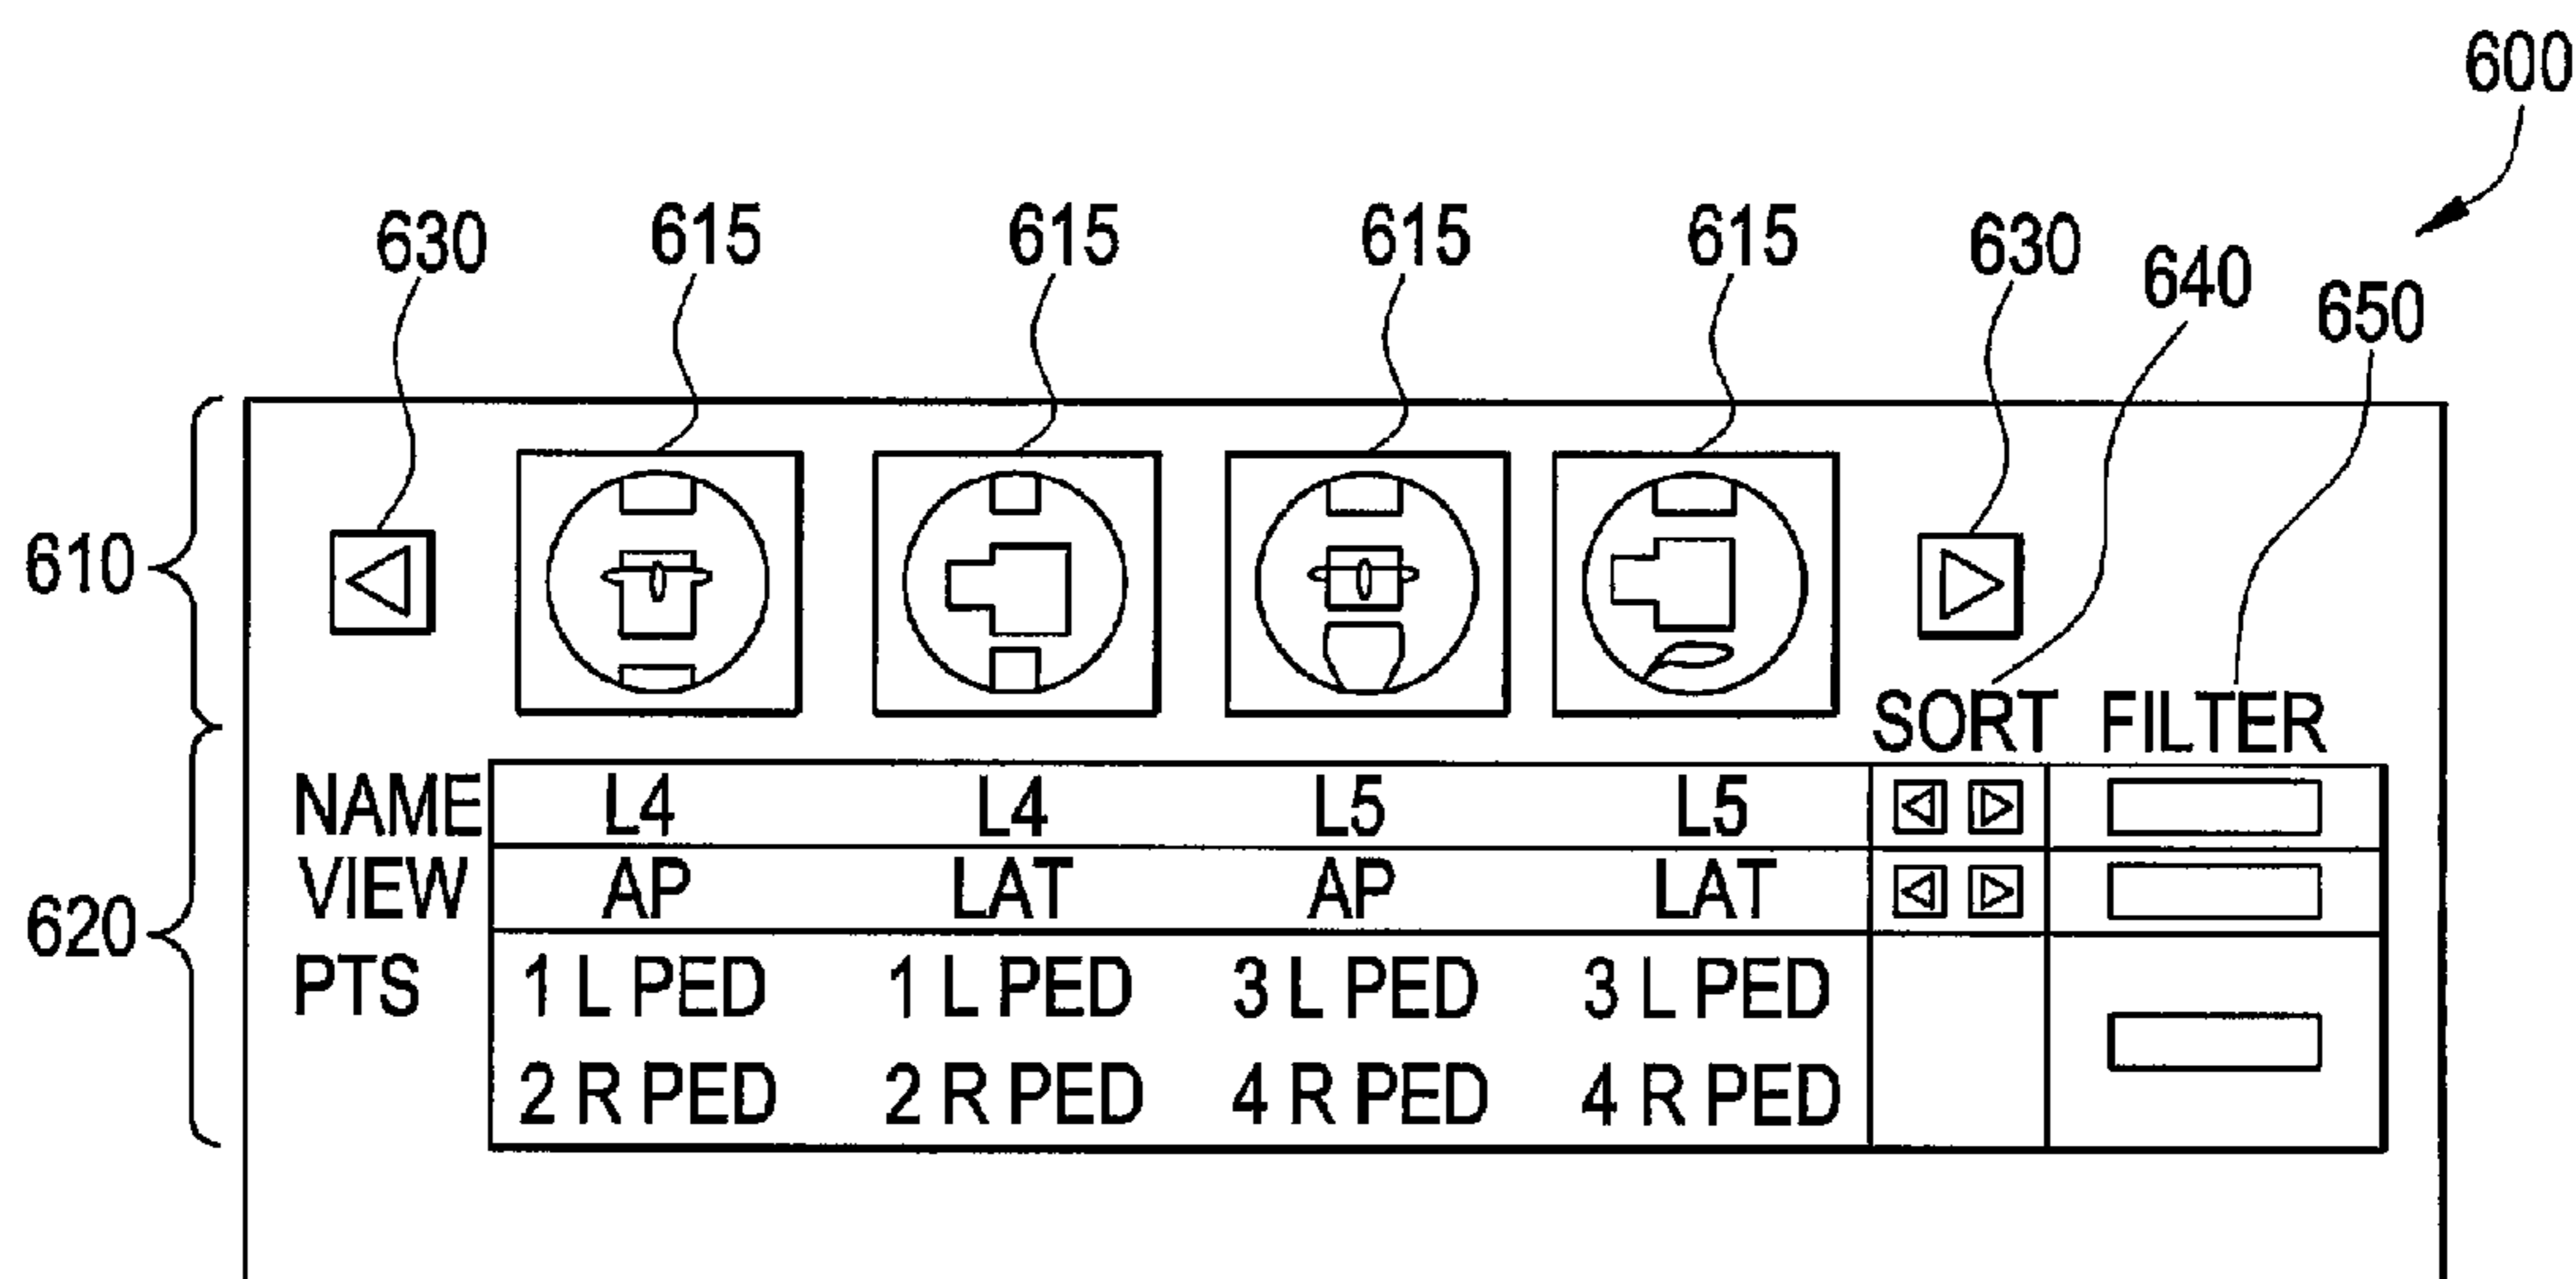 600
630 615 615 615 615 630 640 650
610
SORT FILTER
NAME L4 L4 L5 L5
VIEW AP LAT AP LAT
620
PTS 1 L PED 1 L PED 3 L PED 3 L PED
2 R PED 2 R PED 4 R PED 4 R PED